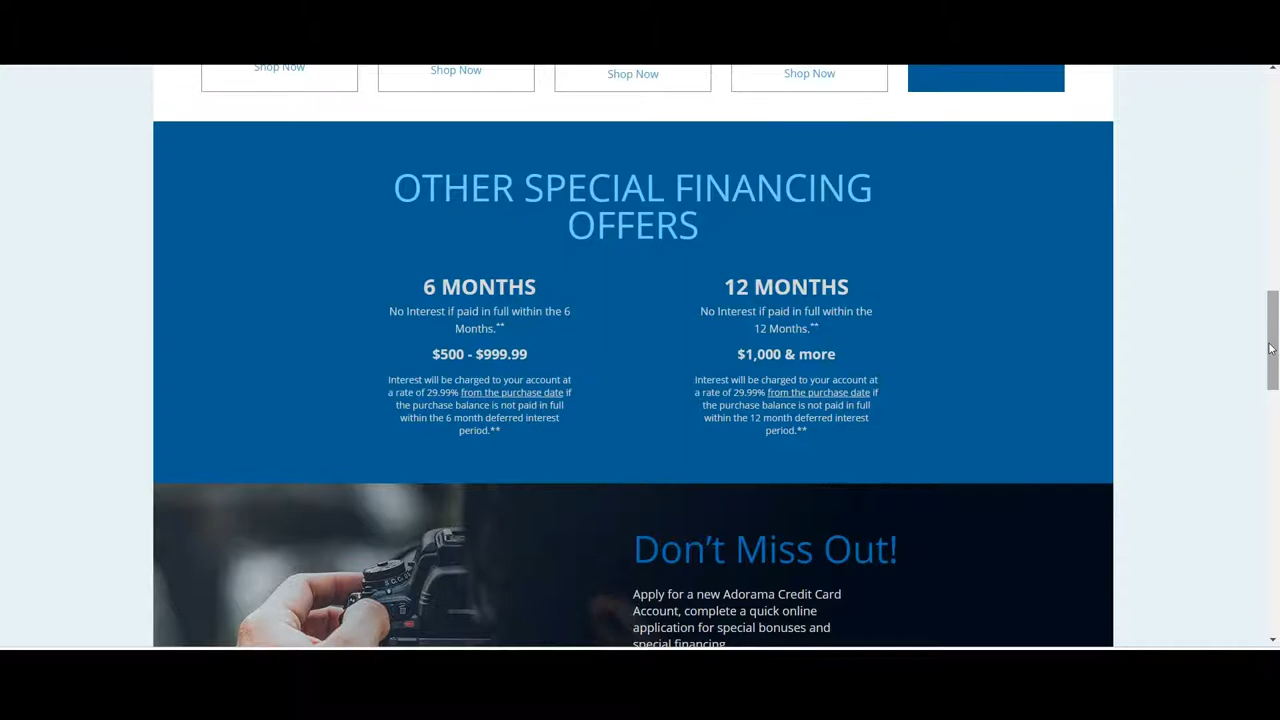 Shop Now
Shop Now
Shop Now
Shop Now
OTHER SPECIAL FINANCING
OFFERS
6 MONTHS
No Interest if paid in full within the 6
Months.**
$500 - $999.99
Interest will be charged to your account at
a rate of 29.99% from the purchase date if
the purchase balance is not paid in full
within the 6 month deferred interest
period.**
12 MONTHS
No Interest if paid in full within the
12 Months.**
$1,000 & more
Interest will be charged to your account at
a rate of 29.99% from the purchase date if
the purchase balance is not paid in full
within the 12 month deferred interest
period.**
Don’t Miss Out!
Apply for a new Adorama Credit Card
Account, complete a quick online
application for special bonuses and
special financing